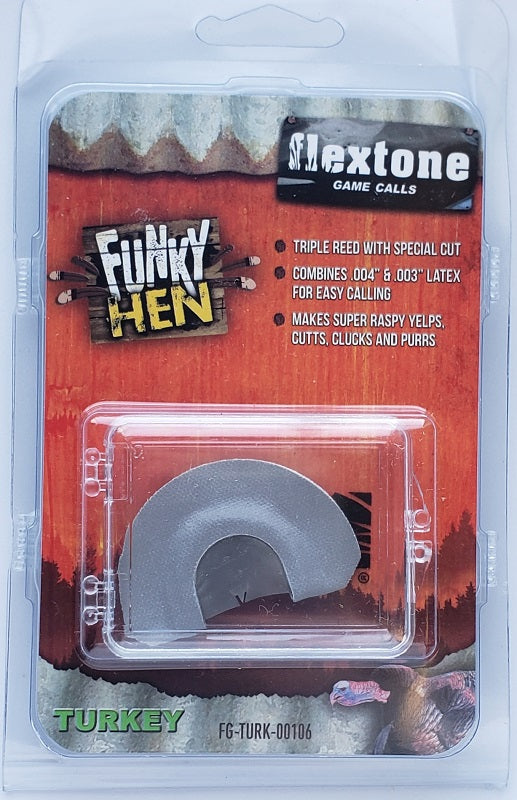 flextone
GAME CALLS
FUNKY
HEN
TRIPLE REED WITH SPECIAL CUT
COMBINES .004" & .003" LATEX
FOR EASY CALLING
MAKES SUPER RASPY YELPS,
CUTTS, CLUCKS AND PURRS
®
TURKEY
FG-TURK-00106